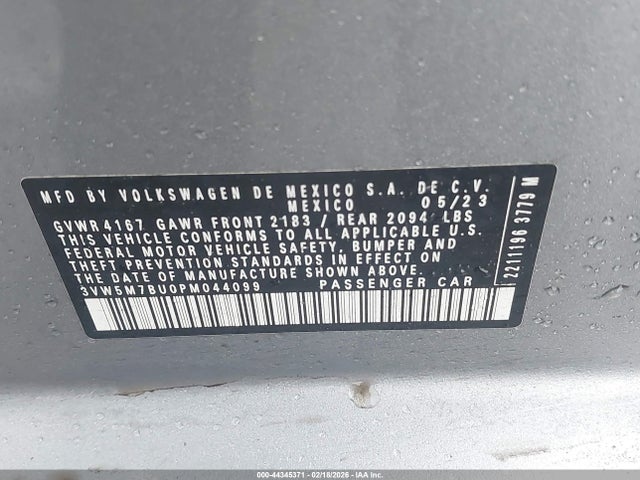 MFD BY VOLKSWAGEN DE MEXICO S.A. DE C.V.
MEXICO 05/23
GVWR 4167 GAWR FRONT 2183 / REAR 2094 LBS
THIS VEHICLE CONFORMS TO ALL APPLICABLE U.S.
FEDERAL MOTOR VEHICLE SAFETY, BUMPER AND
THEFT PREVENTION STANDARDS IN EFFECT ON
THE DATE OF MANUFACTURE SHOWN ABOVE.
3VW5M7BU0PM044099 PASSENGER CAR
2211196 3779 M
000-44345371 - 02/18/2026 - IAA Inc.